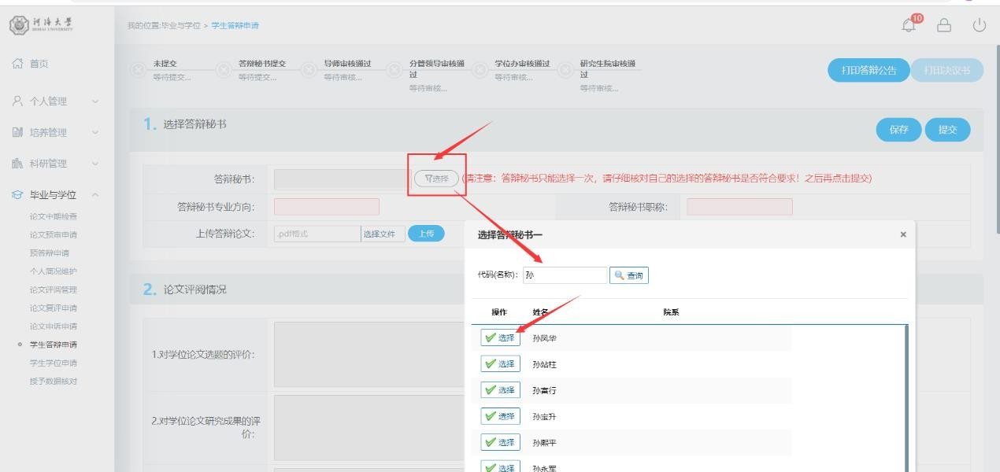 河海大学
HOHAI UNIVERSITY
我的位置:毕业与学位 > 学生答辩申请
10
首页
个人管理
培养管理
科研管理
毕业与学位
论文中期检查
论文预审申请
预答辩申请
个人简况维护
论文评阅管理
论文复评申请
论文申诉申请
学生答辩申请
学生学位申请
授予数据核对
未提交
等待提交...
答辩秘书提交
等待提交...
导师审核通过
等待审核...
分管领导审核通
过
等待审核...
学位办审核通过
等待审核...
研究生院审核通
过
等待审核...
打印答辩公告
打印决议书
1. 选择答辩秘书
保存
提交
答辩秘书:
选择
(请注意：答辩秘书只能选择一次，请仔细核对自己的选择的答辩秘书是否符合要求！之后再点击提交)
答辩秘书专业方向:
答辩秘书职称:
上传答辩论文:
.pdf格式
选择文件
上传
2. 论文评阅情况
1.对学位论文选题的评价:
2.对学位论文研究成果的评
价:
选择答辩秘书一
×
代码(名称):
孙
查询
操作 姓名 院系
选择 孙凤华
选择 孙站柱
选择 孙富行
选择 孙宝升
选择 孙熙平
选择 孙永军